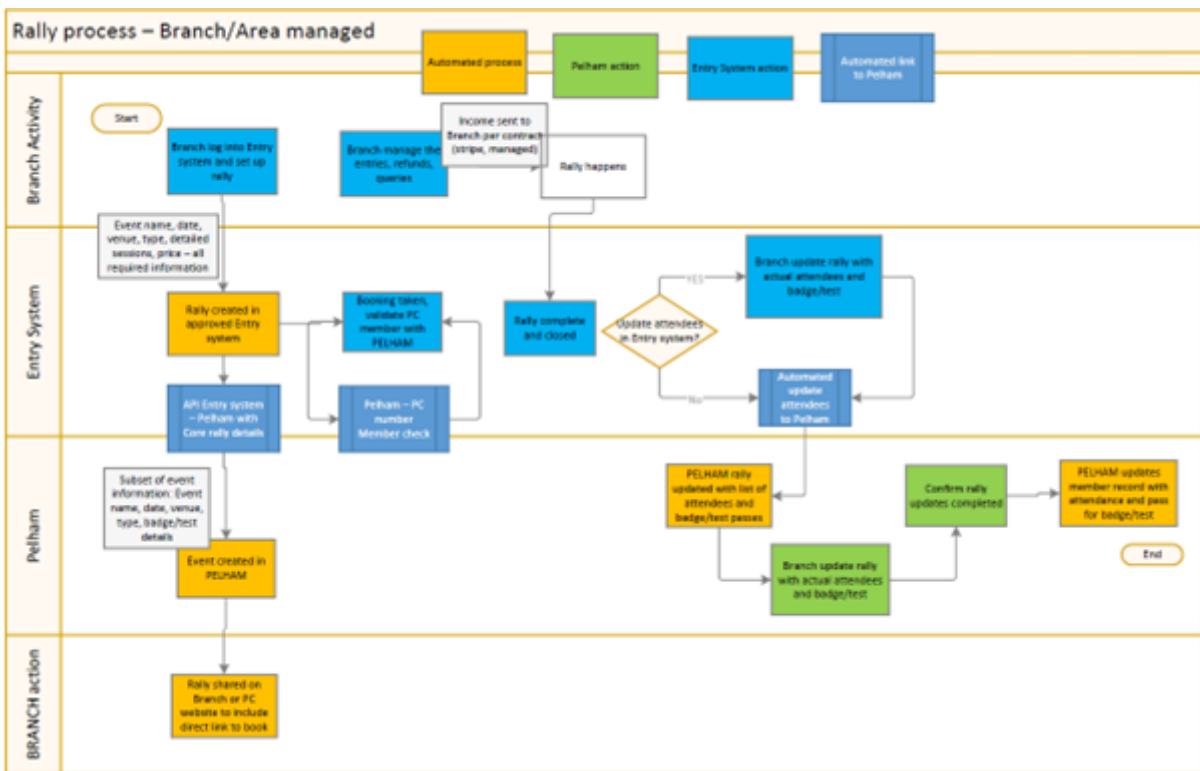 Rally process – Branch/Area managed
Automated process
Pelham action
Entry System action
Automated link
to Pelham
Branch Activity
Start
Branch log into Entry
system and set up
rally
Branch manage the
entries, refunds,
queries
Income sent to
Branch per contract
(stripe, managed)
Rally happens
Event name, date,
venue, type, detailed
sessions, price – all
required information
Entry System
Rally created in
approved Entry
system
Booking taken,
validate PC
member with
PELHAM
Rally complete
and closed
Update attendees
in Entry system?
YES
No
Branch update rally with
actual attendees and
badge/test
API Entry system
– Pelham with
Core rally details
Pelham – PC
number
Member check
Automated
update
attendees
to Pelham
Pelham
Subset of event
information: Event
name, date, venue,
type, badge/test
details
Event created in
PELHAM
PELHAM rally
updated with list of
attendees and
badge/test passes
Branch update rally
with actual attendees
and badge/test
Confirm rally
updates completed
PELHAM updates
member record with
attendance and pass
for badge/test
End
BRANCH action
Rally shared on
Branch or PC
website to include
direct link to book